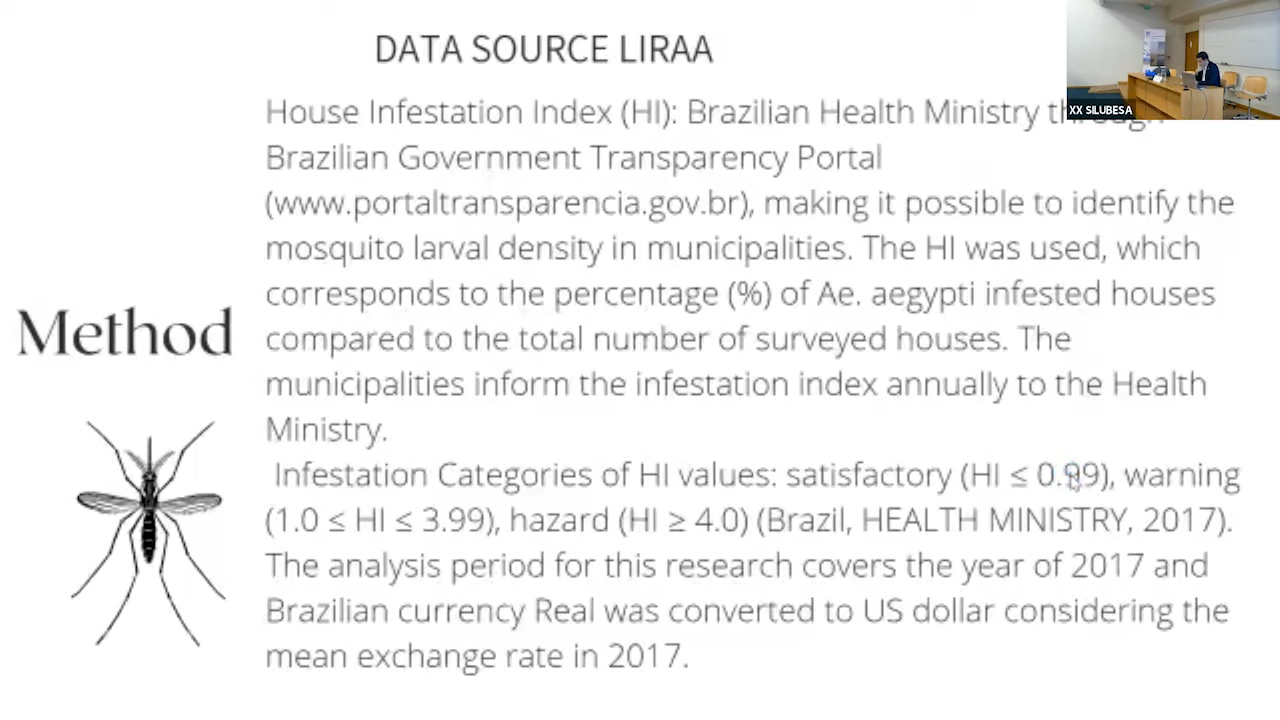 DATA SOURCE LIRAA
XX SILUBESA
House Infestation Index (HI): Brazilian Health Ministry through
Brazilian Government Transparency Portal
(www.portaltransparencia.gov.br), making it possible to identify the
mosquito larval density in municipalities. The HI was used, which
corresponds to the percentage (%) of Ae. aegypti infested houses
Method
compared to the total number of surveyed houses. The
municipalities inform the infestation index annually to the Health
Ministry.
Infestation Categories of HI values: satisfactory (HI ≤ 0.99), warning
(1.0 ≤ HI ≤ 3.99), hazard (HI ≥ 4.0) (Brazil, HEALTH MINISTRY, 2017).
The analysis period for this research covers the year of 2017 and
Brazilian currency Real was converted to US dollar considering the
mean exchange rate in 2017.